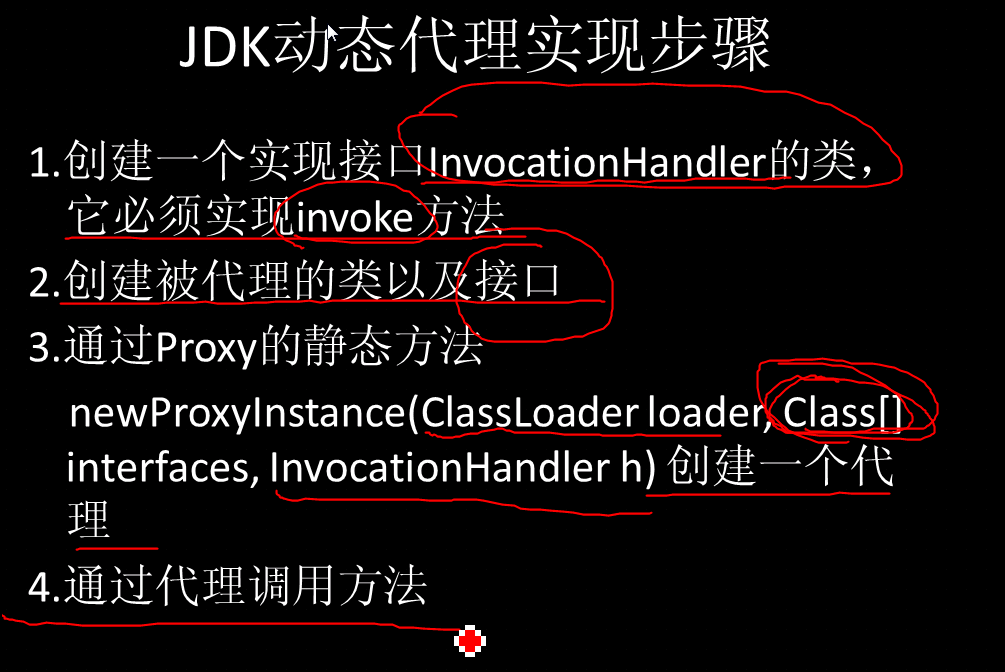 JDK动态代理实现步骤
1.创建一个实现接口InvocationHandler的类，
它必须实现invoke方法
2.创建被代理的类以及接口
3.通过Proxy的静态方法
newProxyInstance(ClassLoader loader, Class[]
interfaces, InvocationHandler h) 创建一个代
理
4.通过代理调用方法